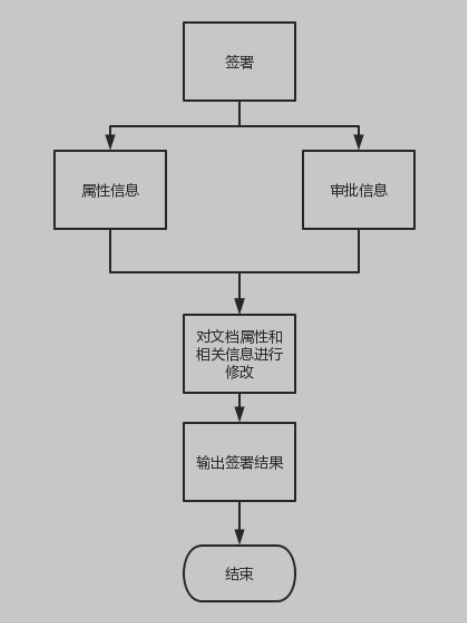 签署
属性信息
审批信息
对文档属性和
相关信息进行
修改
输出签署结果
结束